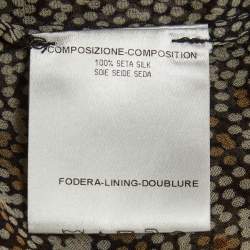 COMPOSIZIONE-COMPOSITION
100% SETA SILK
SOIE SEIDE SEDA
FODERA-LINING-DOUBLURE